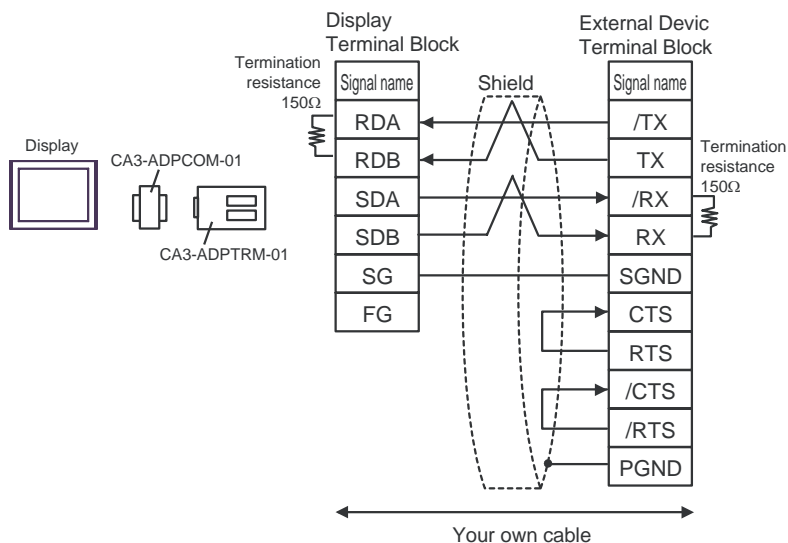 Display
Terminal Block
External Devic
Terminal Block
Termination
resistance
150Ω
Signal name
Shield
Signal name
RDA
/TX
Display
CA3-ADPCOM-01
RDB
TX
Termination
resistance
150Ω
SDA
/RX
SDB
RX
CA3-ADPTRM-01
SG
SGND
FG
CTS
RTS
/CTS
/RTS
PGND
Your own cable